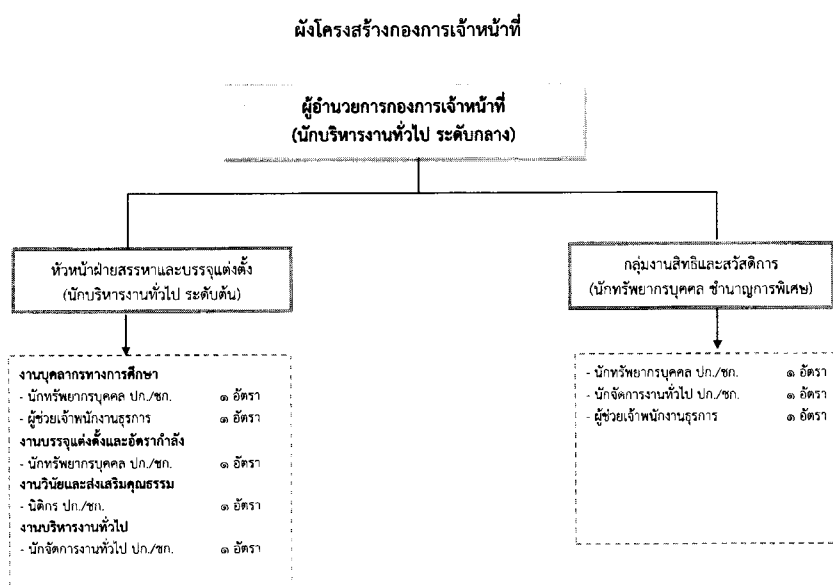 ผังโครงสร้างกองการเจ้าหน้าที่
ผู้อำนวยการกองการเจ้าหน้าที่
(นักบริหารงานทั่วไป ระดับกลาง)
หัวหน้าฝ่ายสรรหาและบรรจุแต่งตั้ง
(นักบริหารงานทั่วไป ระดับต้น)
งานบุคลากรทางการศึกษา
- นักทรัพยากรบุคคล ปก./ชก. ๑ อัตรา
- ผู้ช่วยเจ้าพนักงานธุรการ ๑ อัตรา
งานบรรจุแต่งตั้งและอัตรากำลัง
- นักทรัพยากรบุคคล ปก./ชก. ๑ อัตรา
งานวินัยและส่งเสริมคุณธรรม
- นิติกร ปก./ชก. ๑ อัตรา
งานบริหารงานทั่วไป
- นักจัดการงานทั่วไป ปก./ชก. ๑ อัตรา
กลุ่มงานสิทธิและสวัสดิการ
(นักทรัพยากรบุคคล ชำนาญการพิเศษ)
- นักทรัพยากรบุคคล ปก./ชก. ๑ อัตรา
- นักจัดการงานทั่วไป ปก./ชก. ๑ อัตรา
- ผู้ช่วยเจ้าพนักงานธุรการ ๑ อัตรา